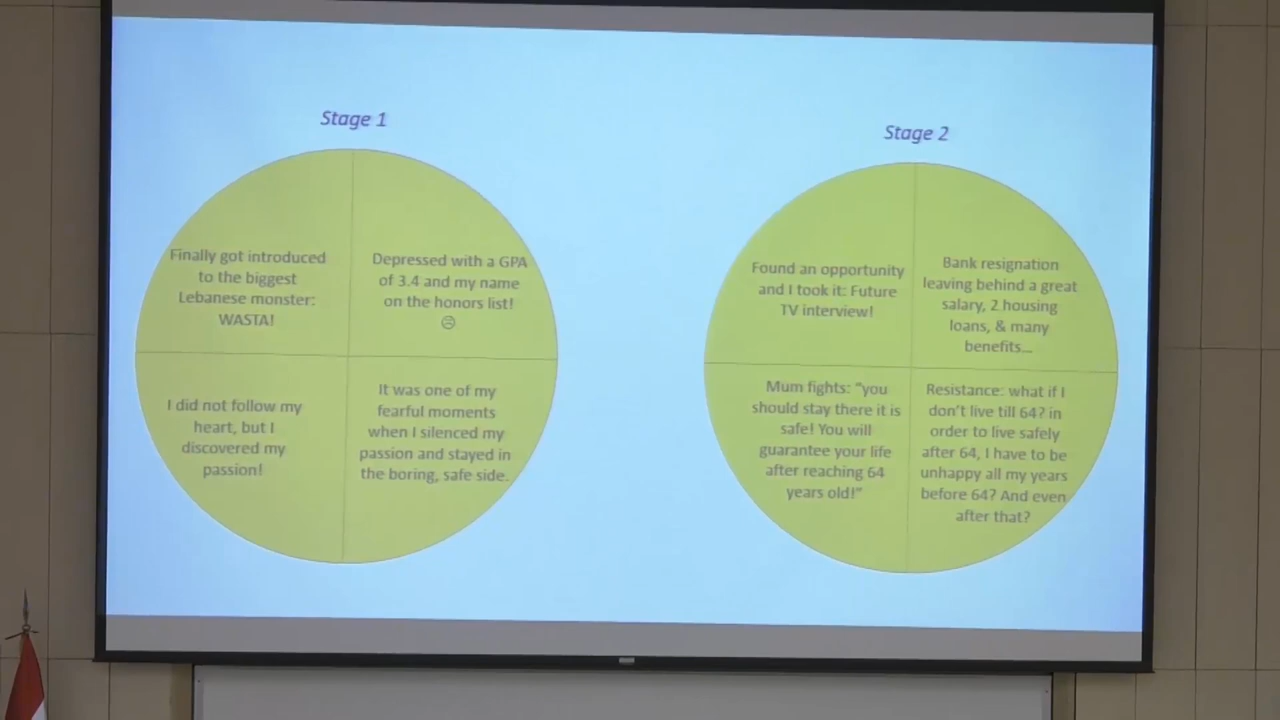 Stage 1
Finally got introduced
to the biggest
Lebanese monster:
WASTA!
Depressed with a GPA
of 3.4 and my name
on the honors list!
☹
I did not follow my
heart, but I
discovered my
passion!
It was one of my
fearful moments
when I silenced my
passion and stayed in
the boring, safe side.
Stage 2
Found an opportunity
and I took it: Future
TV interview!
Bank resignation
leaving behind a great
salary, 2 housing
loans, & many
benefits...
Mum fights: “you
should stay there it is
safe! You will
guarantee your life
after reaching 64
years old!”
Resistance: what if I
don’t live till 64? in
order to live safely
after 64, I have to be
unhappy all my years
before 64? And even
after that?